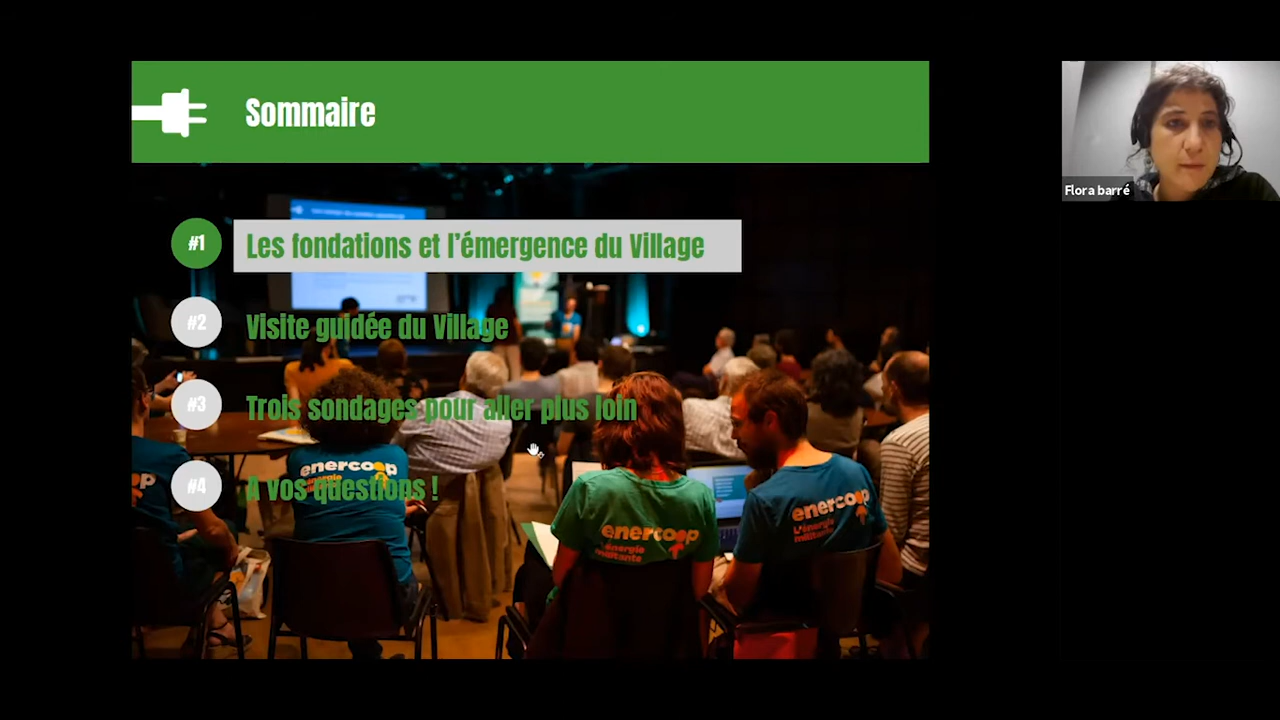 Sommaire
Flora barré
#1
Les fondations et l'émergence du Village
#2
Visite guidée du Village
#3
Trois sondages pour aller plus loin
#4
A vos questions !
enercoop
enercoop
énergie
militante
enercoop
L'énergie
militante